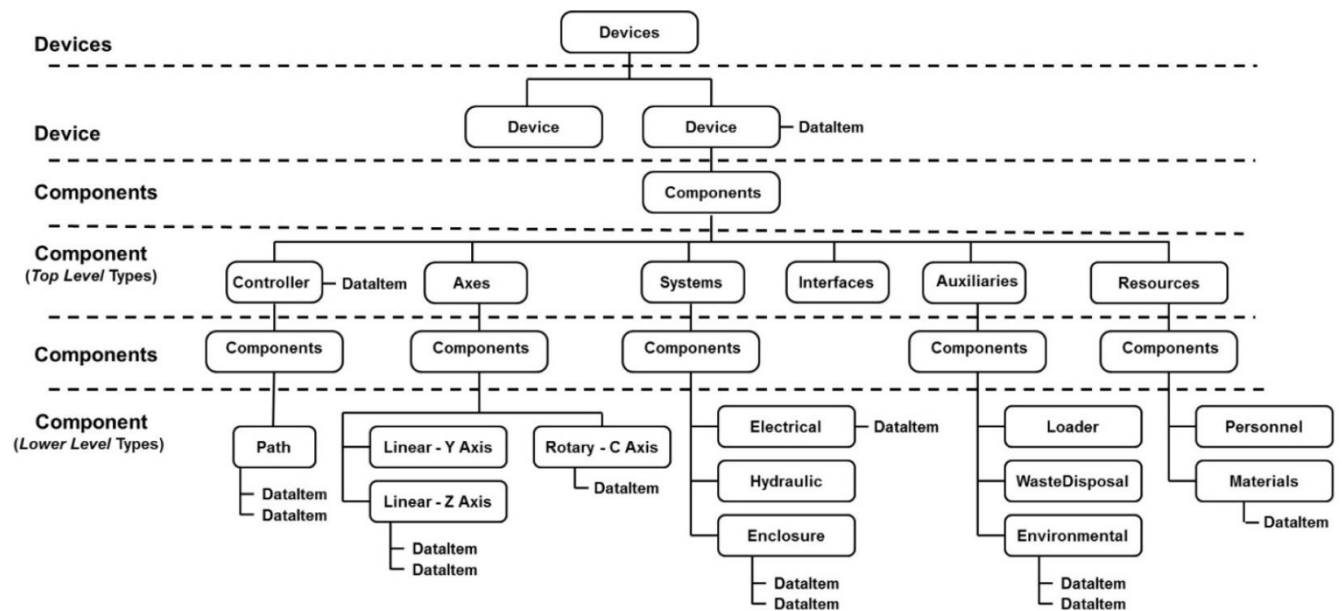 Devices
Devices
Device
Device
Device
DataItem
Components
Components
Component
(Top Level Types)
Controller
DataItem
Axes
Systems
Interfaces
Auxiliaries
Resources
Components
Components
Components
Components
Components
Components
Component
(Lower Level Types)
Path
DataItem
DataItem
Linear - Y Axis
Linear - Z Axis
DataItem
DataItem
Rotary - C Axis
DataItem
Electrical
DataItem
Hydraulic
Enclosure
DataItem
DataItem
Loader
WasteDisposal
Environmental
DataItem
DataItem
Personnel
Materials
DataItem